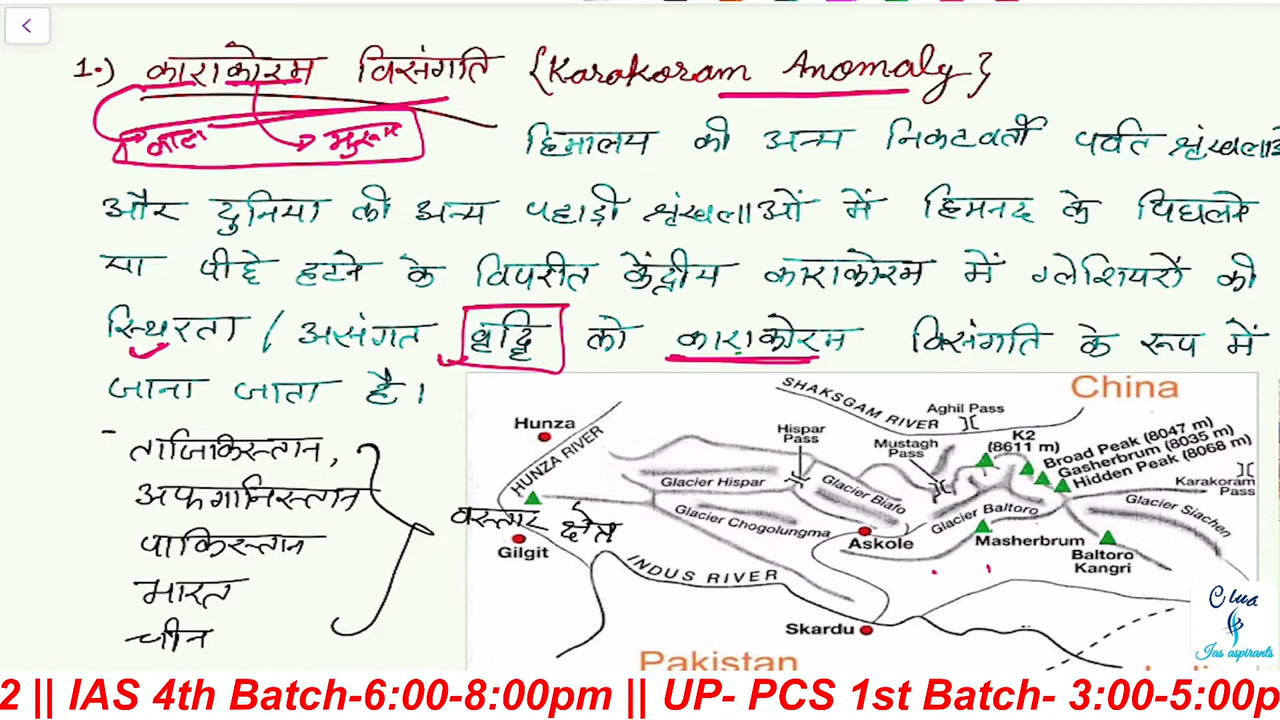 1.) काराकोरम विसंगति {Karakoram Anomaly}
काला
हिमालय की अन्य निकटवर्ती पर्वत
और दुनिया की अन्य पहाड़ी श्रृंखलाओं में हिमनद के पिघलने
या पीछे हटने के विपरीत केंद्रीय काराकोरम में ग्लेशियरों की
स्थिरता / असंगत वृद्धि को काराकोरम विसंगति के रूप में
जाना जाता है।
- ताजिकिस्तान,
अफगानिस्तान
पाकिस्तान
भारत
चीन
क्षेत्र
China
SHAKSGAM RIVER
Aghil Pass
Hunza
HUNZA RIVER
Hispar
Pass
Mustagh
Pass
K2
(8611 m)
Broad Peak (8047 m)
Gasherbrum (8035 m)
Hidden Peak (8068 m)
Karakoram
Pass
Glacier Hispar
Glacier Biafo
Glacier Baltoro
Glacier Siachen
Glacier Chogolungma
Gilgit
Askole
Masherbrum
Baltoro
Kangri
INDUS RIVER
Skardu
Pakistan
Clua
Ias aspirants
2 || IAS 4th Batch-6:00-8:00pm || UP- PCS 1st Batch- 3:00-5:00p